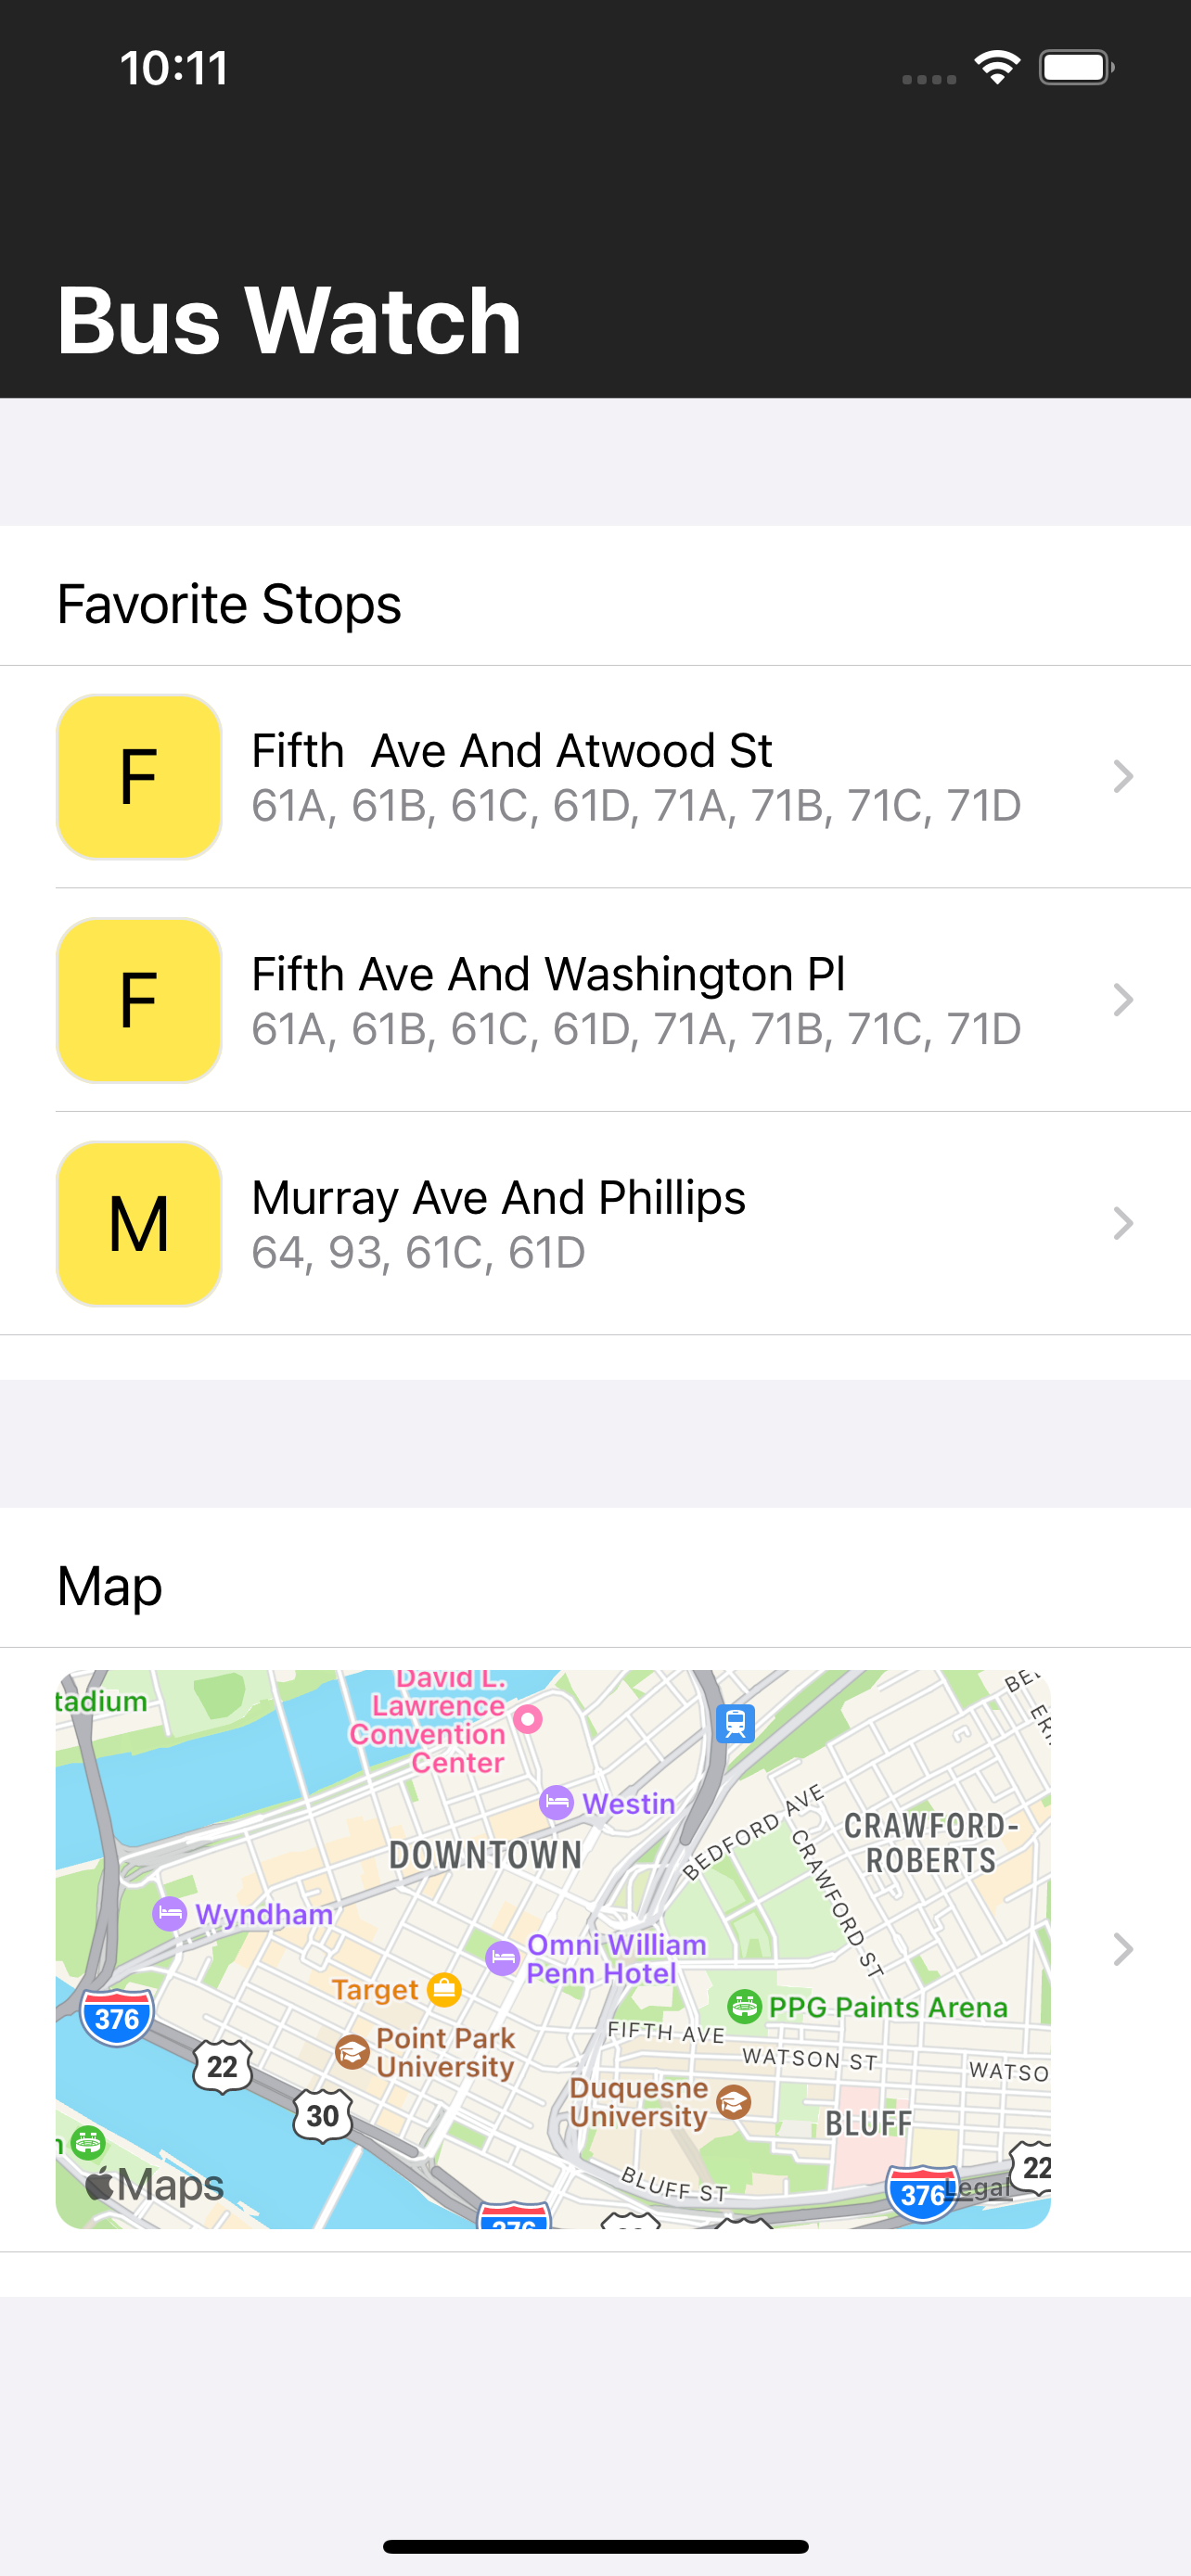 10:11
Bus Watch
Favorite Stops
F
Fifth  Ave And Atwood St
61A, 61B, 61C, 61D, 71A, 71B, 71C, 71D
F
Fifth Ave And Washington Pl
61A, 61B, 61C, 61D, 71A, 71B, 71C, 71D
M
Murray Ave And Phillips
64, 93, 61C, 61D
Map
tadium
David L.
Lawrence
Convention
Center
Westin
BEDFORD AVE
CRAWFORD-
ROBERTS
CRAWFORD ST
DOWNTOWN
Wyndham
Omni William
Penn Hotel
Target
PPG Paints Arena
376
Point Park
University
FIFTH AVE
WATSON ST
WATSO
22
Duquesne
University
30
BLUFF
BLUFF ST
22
Maps
376
Legal
376